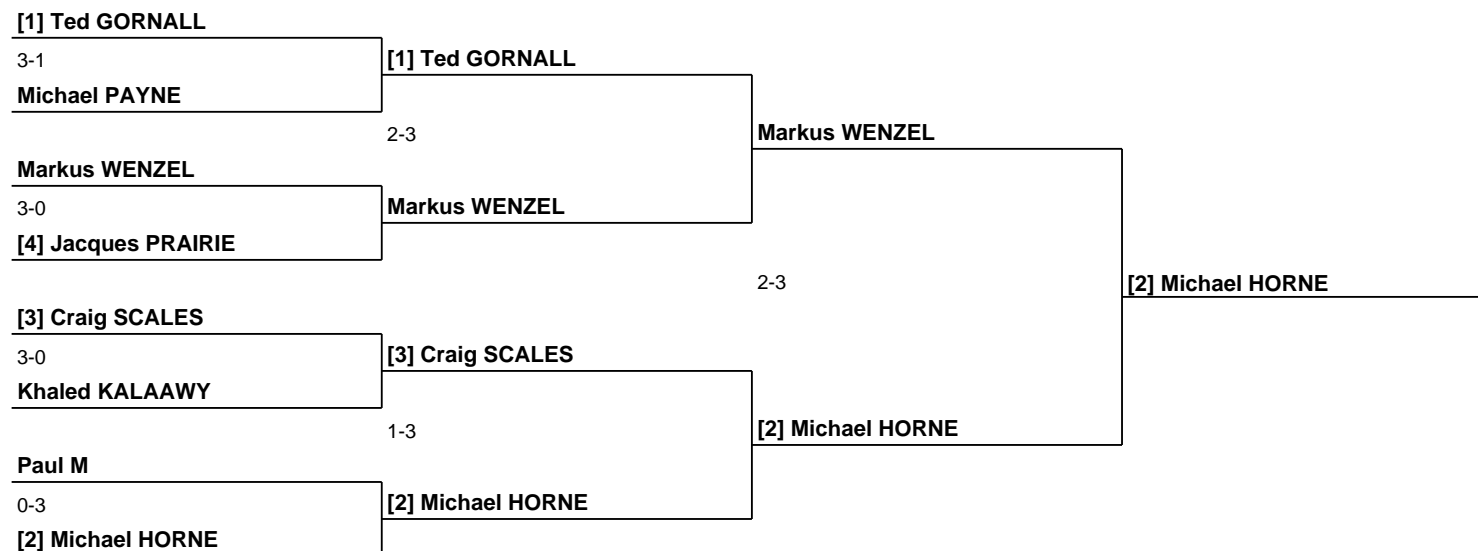 [1] Ted GORNALL
3-1
[1] Ted GORNALL
Michael PAYNE
2-3
Markus WENZEL
Markus WENZEL
3-0
Markus WENZEL
[4] Jacques PRAIRIE
2-3
[2] Michael HORNE
[3] Craig SCALES
3-0
[3] Craig SCALES
Khaled KALAAWY
1-3
[2] Michael HORNE
Paul M
0-3
[2] Michael HORNE
[2] Michael HORNE